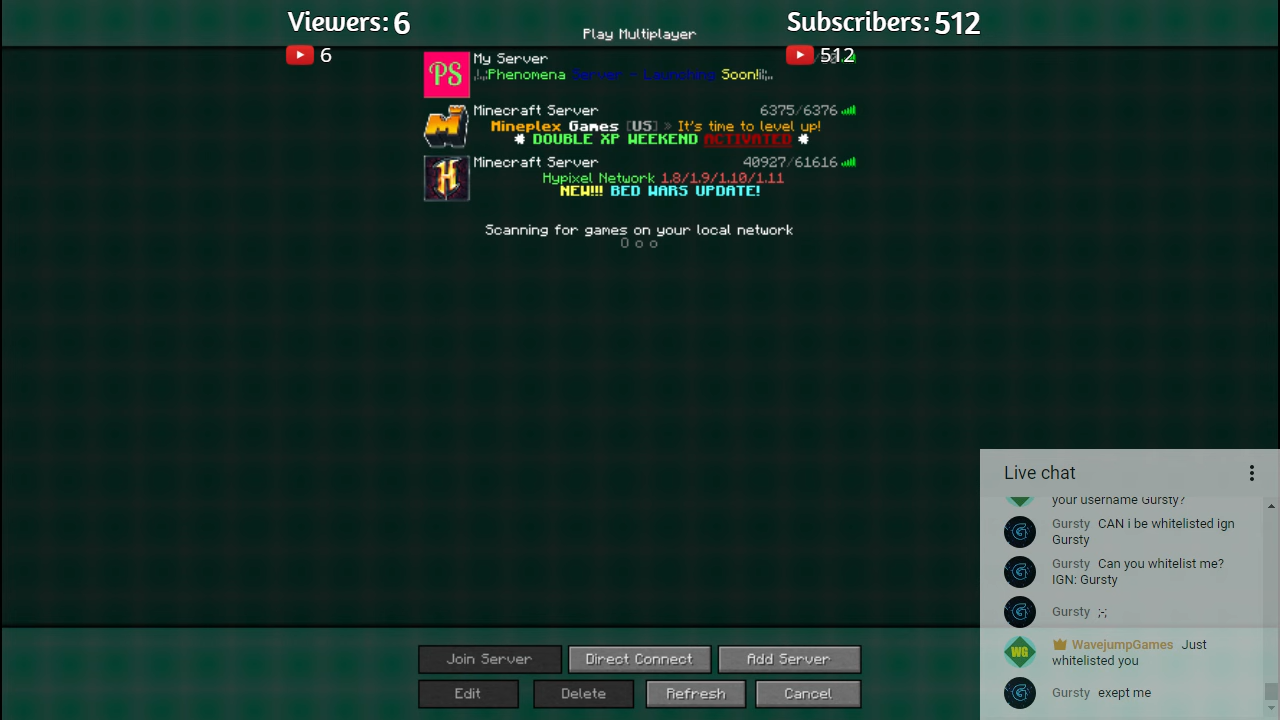 Viewers: 6
Subscribers: 512
Play Multiplayer
6
512
PS
My Server
Phenomena Server - Launching Soon!
Minecraft Server
6375/6376
Mineplex Games [US] » It's time to level up!
✸ DOUBLE XP WEEKEND ACTIVATED ✸
Minecraft Server
40927/61616
Hypixel Network 1.8/1.9/1.10/1.11
NEW!!! BED WARS UPDATE!
Scanning for games on your local network
O o o
Live chat
your username Gursty?
Gursty CAN i be whitelisted ign
Gursty
Gursty Can you whitelist me?
IGN: Gursty
Gursty ;-;
WG
WavejumpGames Just
whitelisted you
Gursty exept me
Join Server
Direct Connect
Add Server
Edit
Delete
Refresh
Cancel